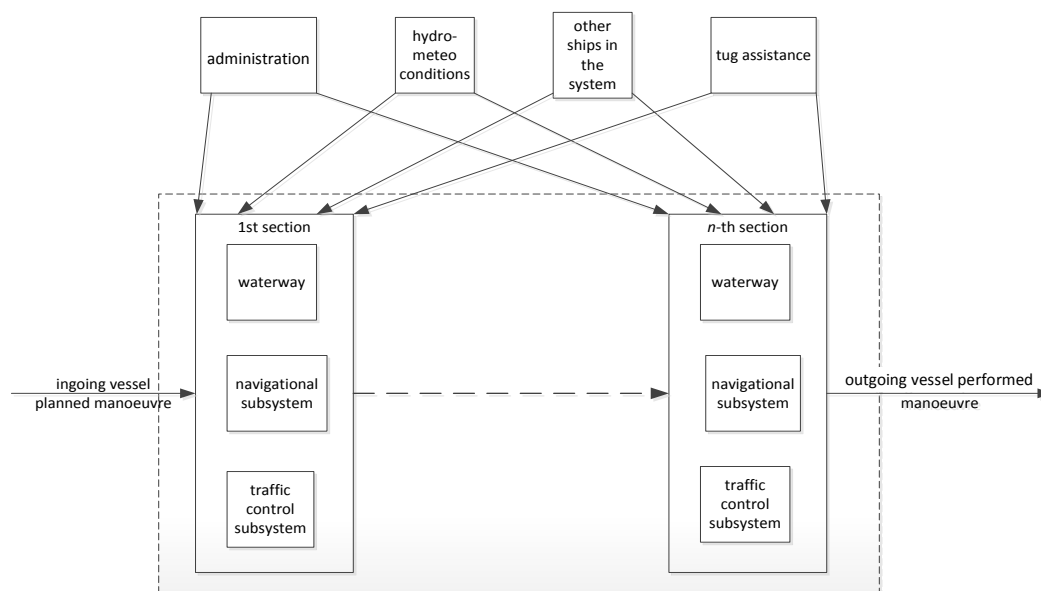 administration
hydro-
meteo
conditions
other
ships in
the
system
tug assistance
1st section
waterway
navigational
subsystem
traffic
control
subsystem
n-th section
waterway
navigational
subsystem
traffic
control
subsystem
ingoing vessel
planned manoeuvre
outgoing vessel performed
manoeuvre